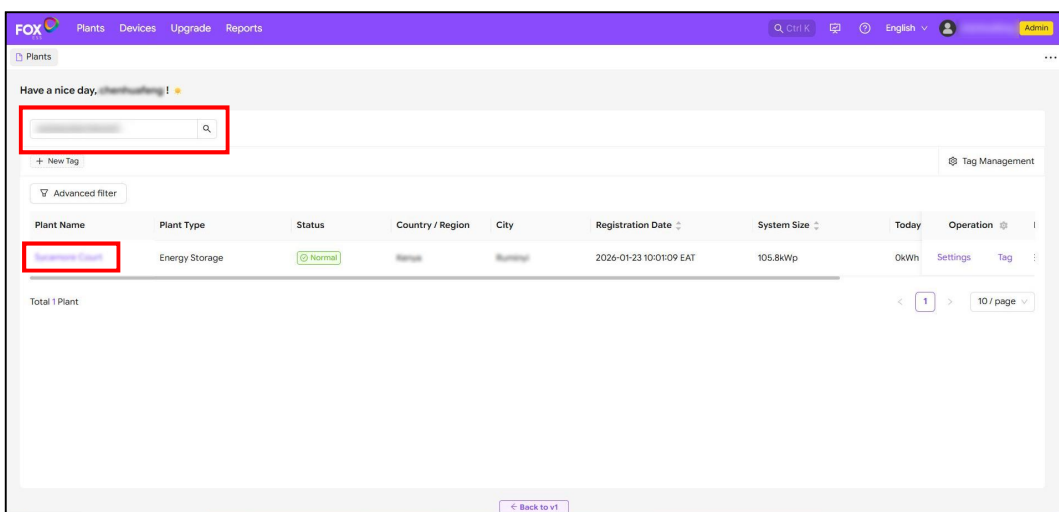 FOX ESS Plants Devices Upgrade Reports Ctrl K English Admin
Plants ...
Have a nice day, !
+ New Tag Tag Management
Advanced filter
Plant Name Plant Type Status Country / Region City Registration Date System Size Today Operation
Energy Storage Normal 2026-01-23 10:01:09 EAT 105.8kWp 0kWh Settings Tag
Total 1 Plant < 1 > 10 / page
← Back to v1